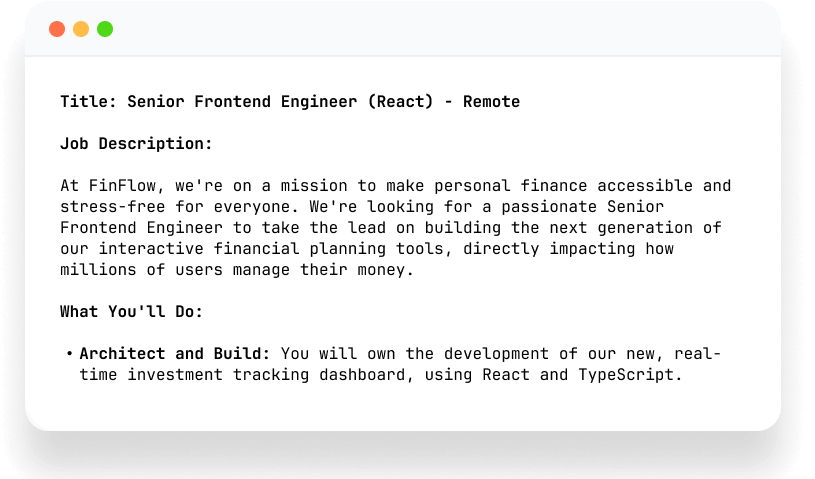 Title: Senior Frontend Engineer (React) - Remote
Job Description:
At FinFlow, we're on a mission to make personal finance accessible and
stress-free for everyone. We're looking for a passionate Senior
Frontend Engineer to take the lead on building the next generation of
our interactive financial planning tools, directly impacting how
millions of users manage their money.
What You'll Do:
• Architect and Build: You will own the development of our new, real-
time investment tracking dashboard, using React and TypeScript.